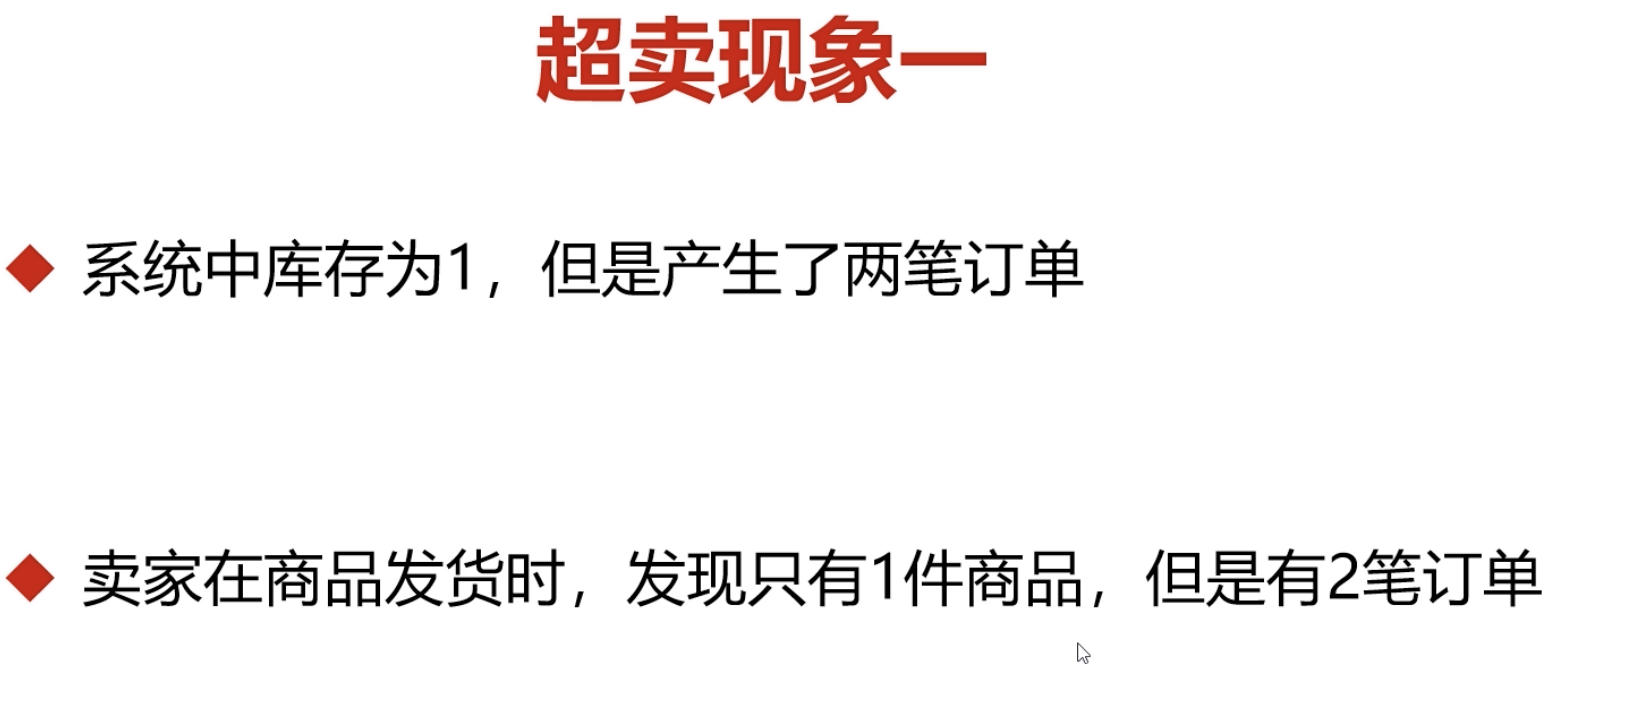 超卖现象一
系统中库存为1，但是产生了两笔订单
卖家在商品发货时，发现只有1件商品，但是有2笔订单